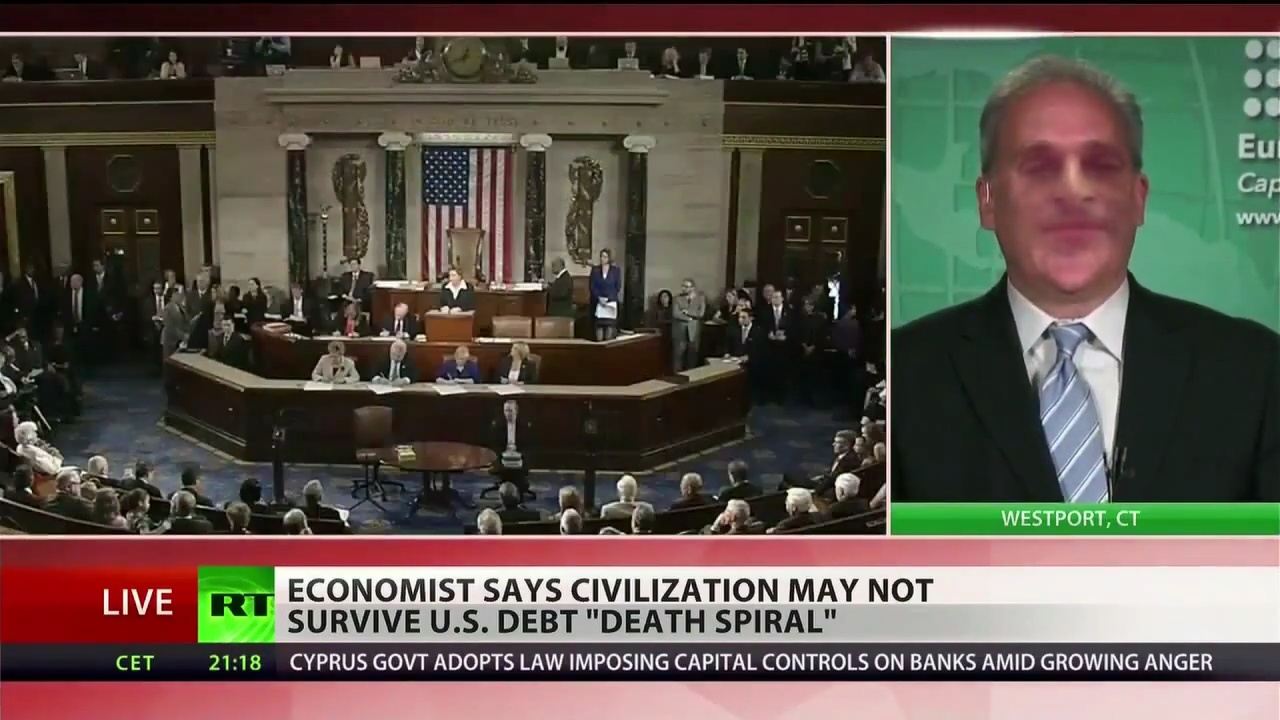 Eur
Cap
www
WESTPORT, CT
LIVE
RT
ECONOMIST SAYS CIVILIZATION MAY NOT
SURVIVE U.S. DEBT "DEATH SPIRAL"
CET 21:18 CYPRUS GOVT ADOPTS LAW IMPOSING CAPITAL CONTROLS ON BANKS AMID GROWING ANGER